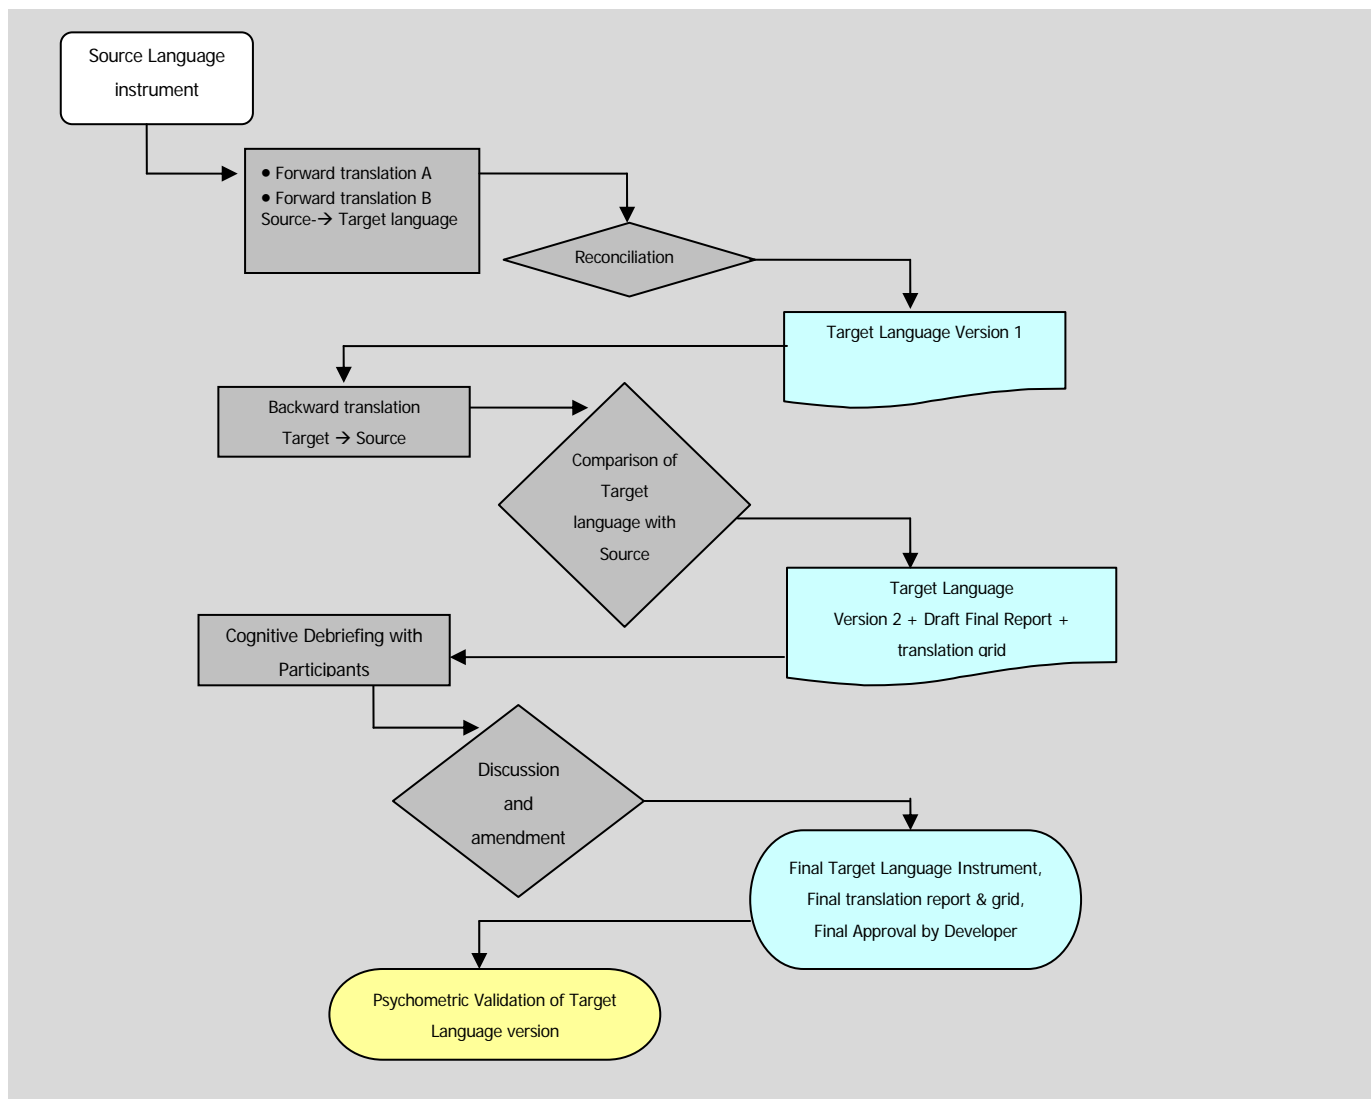 Source Language
instrument
● Forward translation A
● Forward translation B
Source-→ Target language
Reconciliation
Target Language Version 1
Backward translation
Target → Source
Comparison of
Target
language with
Source
Target Language
Version 2 + Draft Final Report +
translation grid
Cognitive Debriefing with
Participants
Discussion
and
amendment
Final Target Language Instrument,
Final translation report & grid,
Final Approval by Developer
Psychometric Validation of Target
Language version